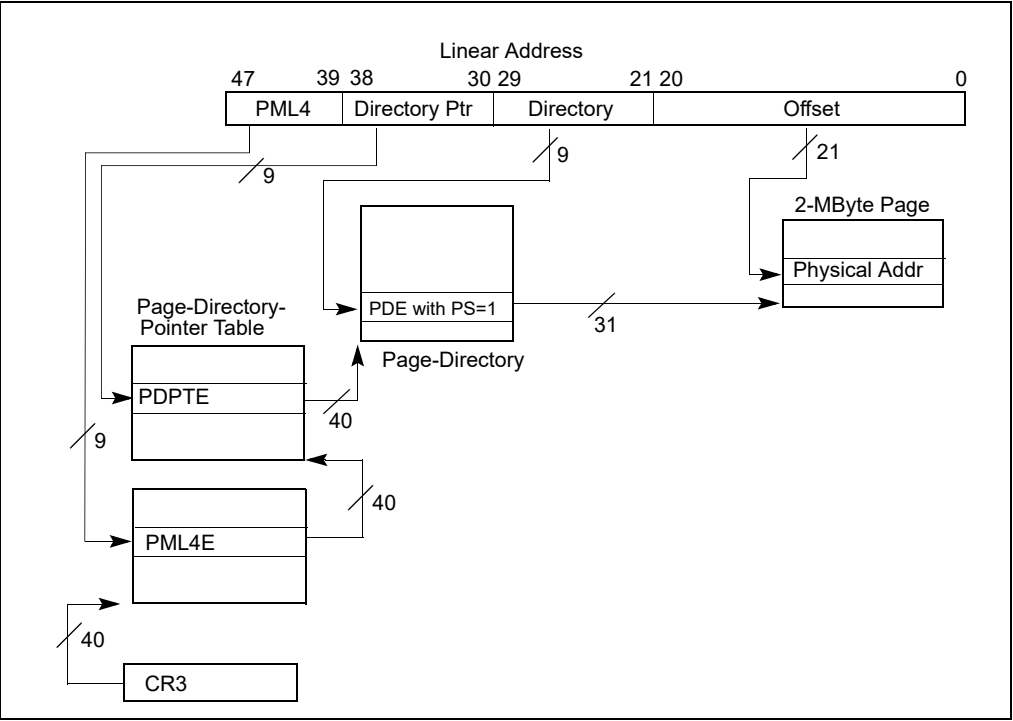 Linear Address
47 39 38 30 29 21 20 0
PML4 Directory Ptr Directory Offset
9
9
21
2-MByte Page
Physical Addr
PDE with PS=1
31
Page-Directory
Page-Directory-
Pointer Table
PDPTE
40
9
40
PML4E
40
CR3